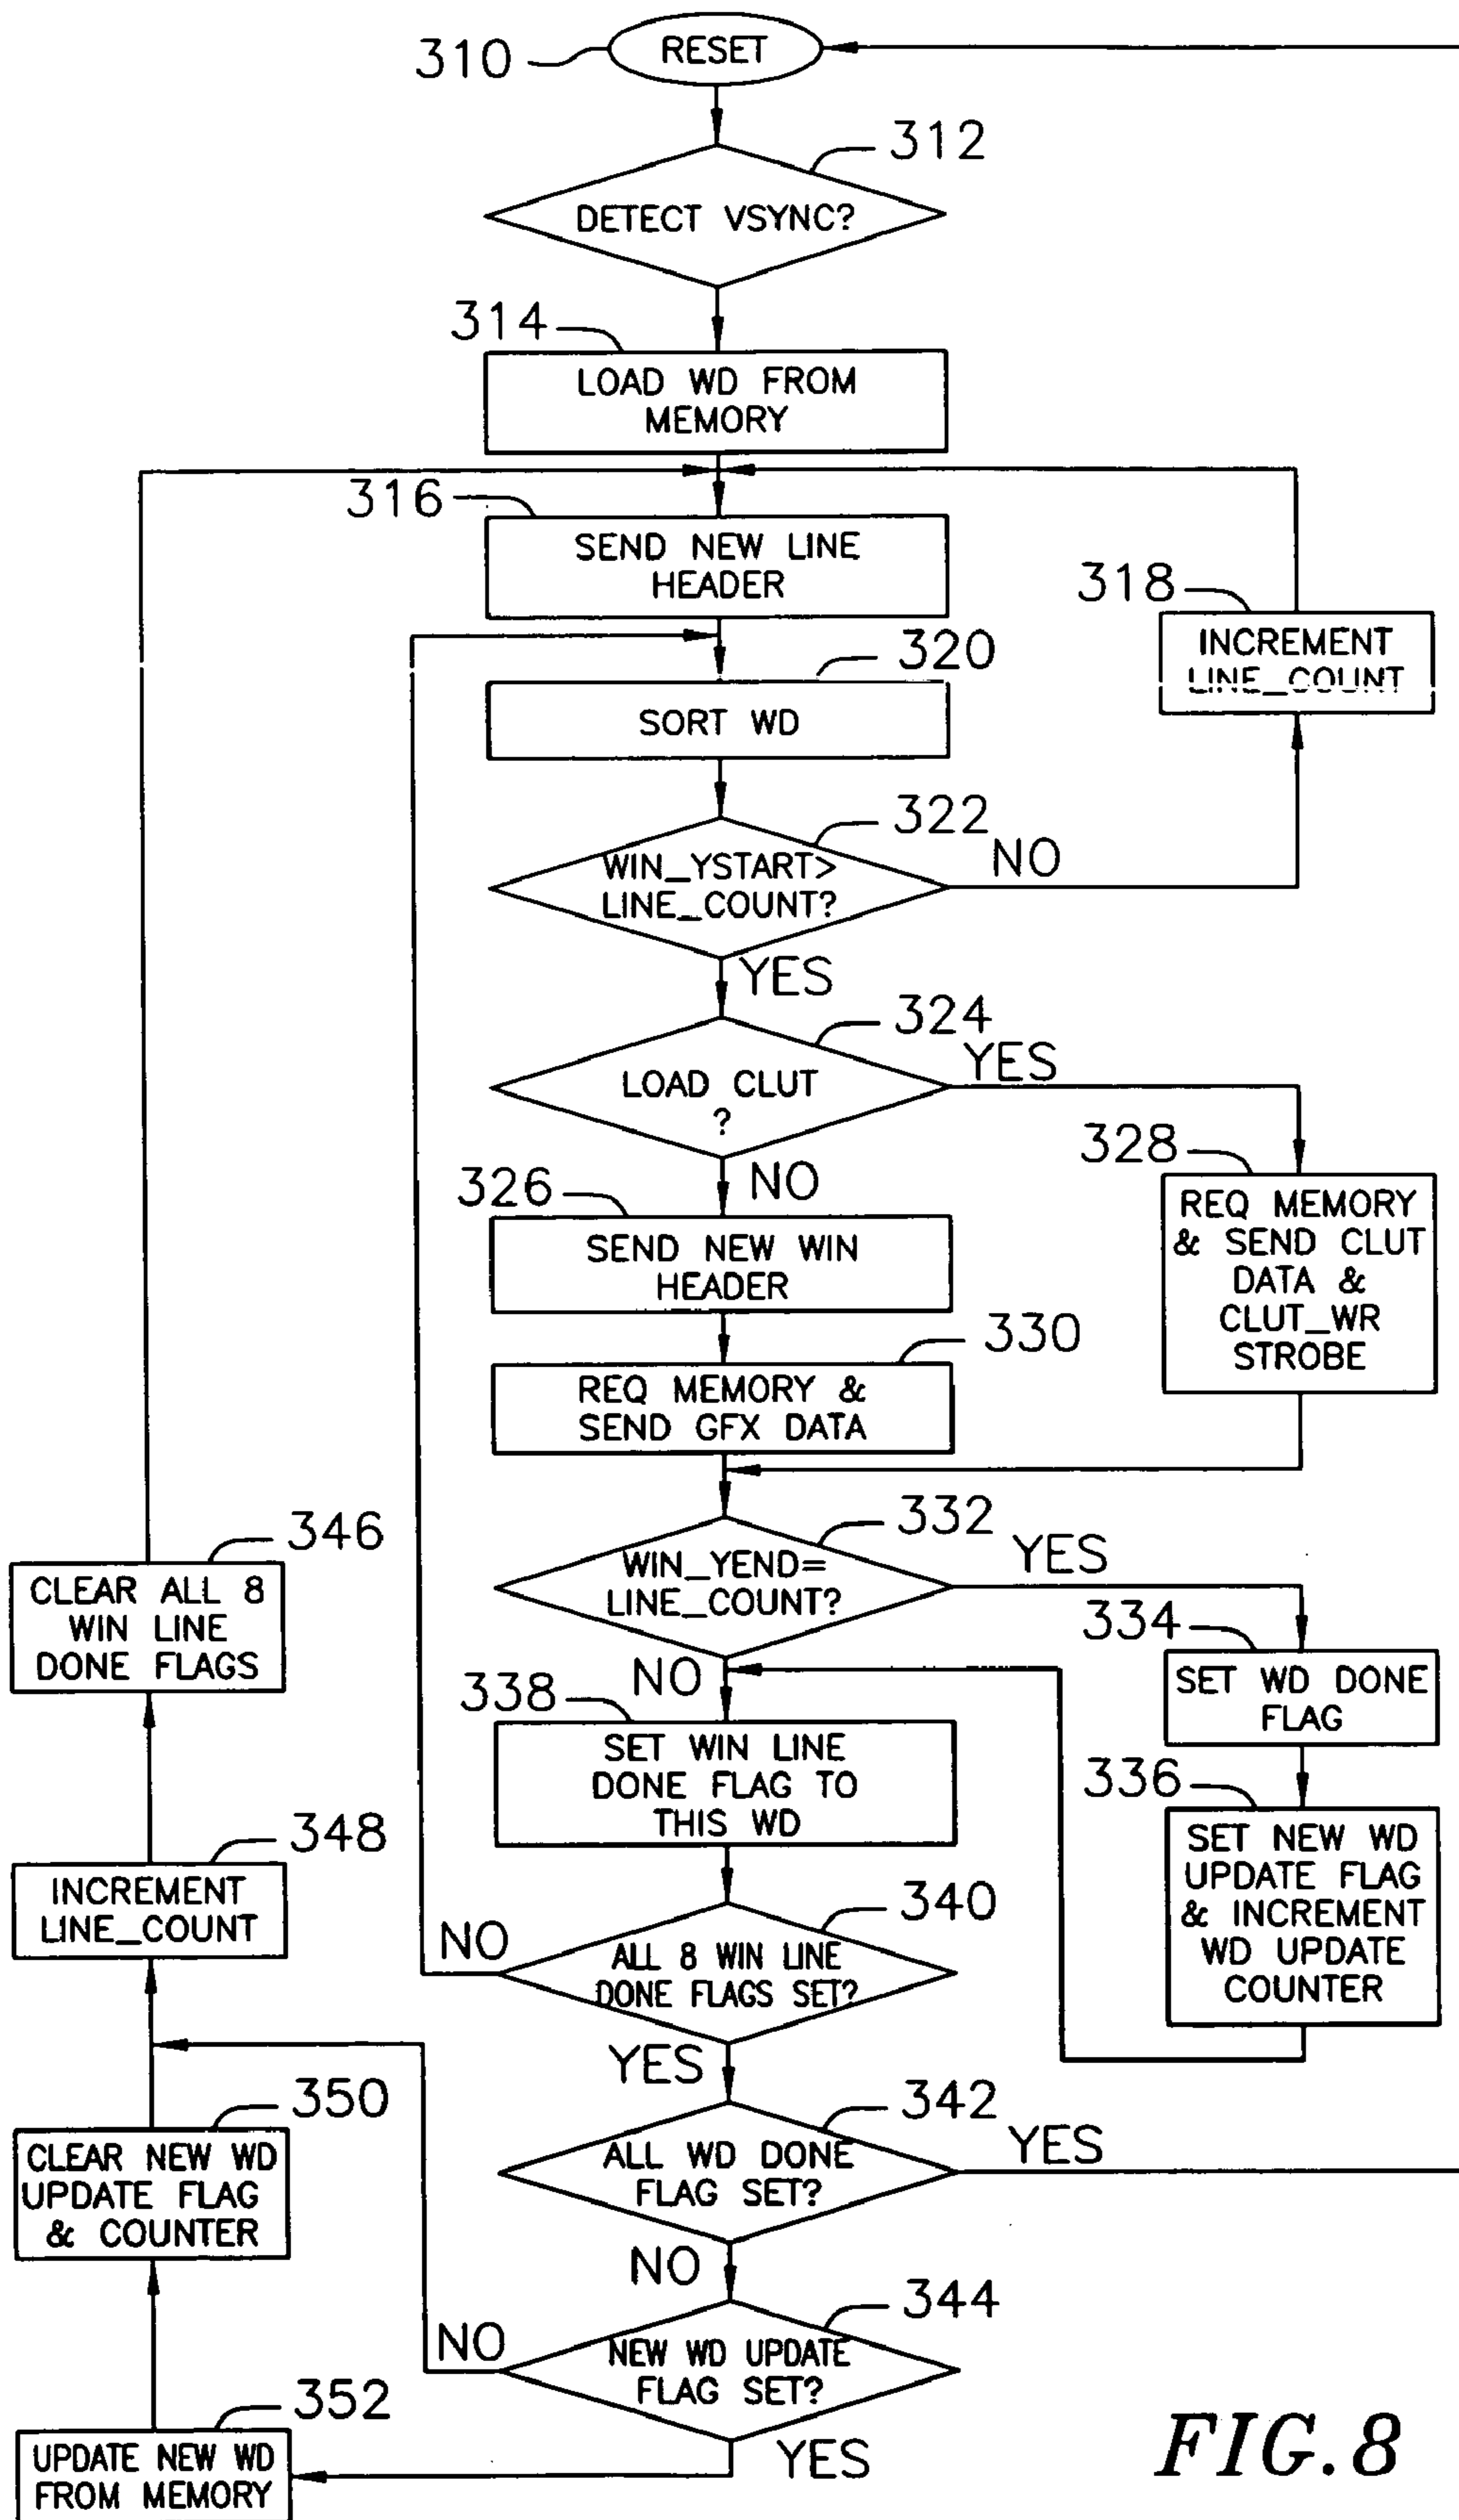 310
RESET
312
DETECT VSYNC?
314
LOAD WD FROM
MEMORY
316
SEND NEW LINE
HEADER
318
INCREMENT
LINE_COUNT
320
SORT WD
322
WIN_YSTART>
LINE_COUNT?
NO
YES
324
LOAD CLUT
?
YES
NO
326
SEND NEW WIN
HEADER
328
REQ MEMORY
& SEND CLUT
DATA &
CLUT_WR
STROBE
330
REQ MEMORY &
SEND GFX DATA
332
WIN_YEND=
LINE_COUNT?
YES
NO
334
SET WD DONE
FLAG
336
SET NEW WD
UPDATE FLAG
& INCREMENT
WD UPDATE
COUNTER
338
SET WIN LINE
DONE FLAG TO
THIS WD
340
ALL 8 WIN LINE
DONE FLAGS SET?
NO
YES
342
ALL WD DONE
FLAG SET?
YES
NO
344
NEW WD UPDATE
FLAG SET?
NO
YES
346
CLEAR ALL 8
WIN LINE
DONE FLAGS
348
INCREMENT
LINE_COUNT
350
CLEAR NEW WD
UPDATE FLAG
& COUNTER
352
UPDATE NEW WD
FROM MEMORY
FIG. 8